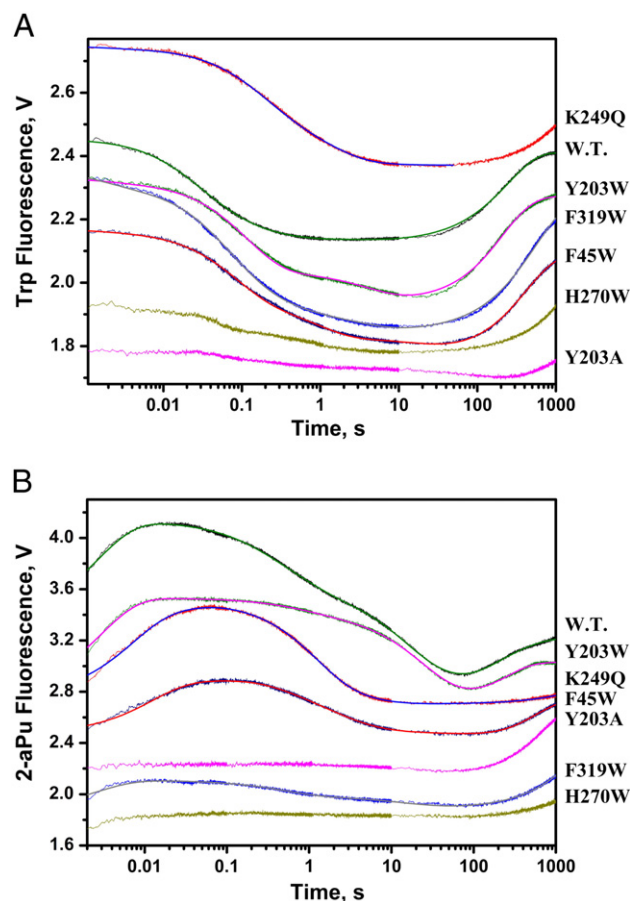 A
Trp Fluorescence, V
2.6
2.4
2.2
2.0
1.8
0.01 0.1 1 10 100 1000
Time, s
K249Q
W.T.
Y203W
F319W
F45W
H270W
Y203A
B
2-aPu Fluorescence, V
4.0
3.6
3.2
2.8
2.4
2.0
1.6
0.01 0.1 1 10 100 1000
Time, s
W.T.
Y203W
K249Q
F45W
Y203A
F319W
H270W